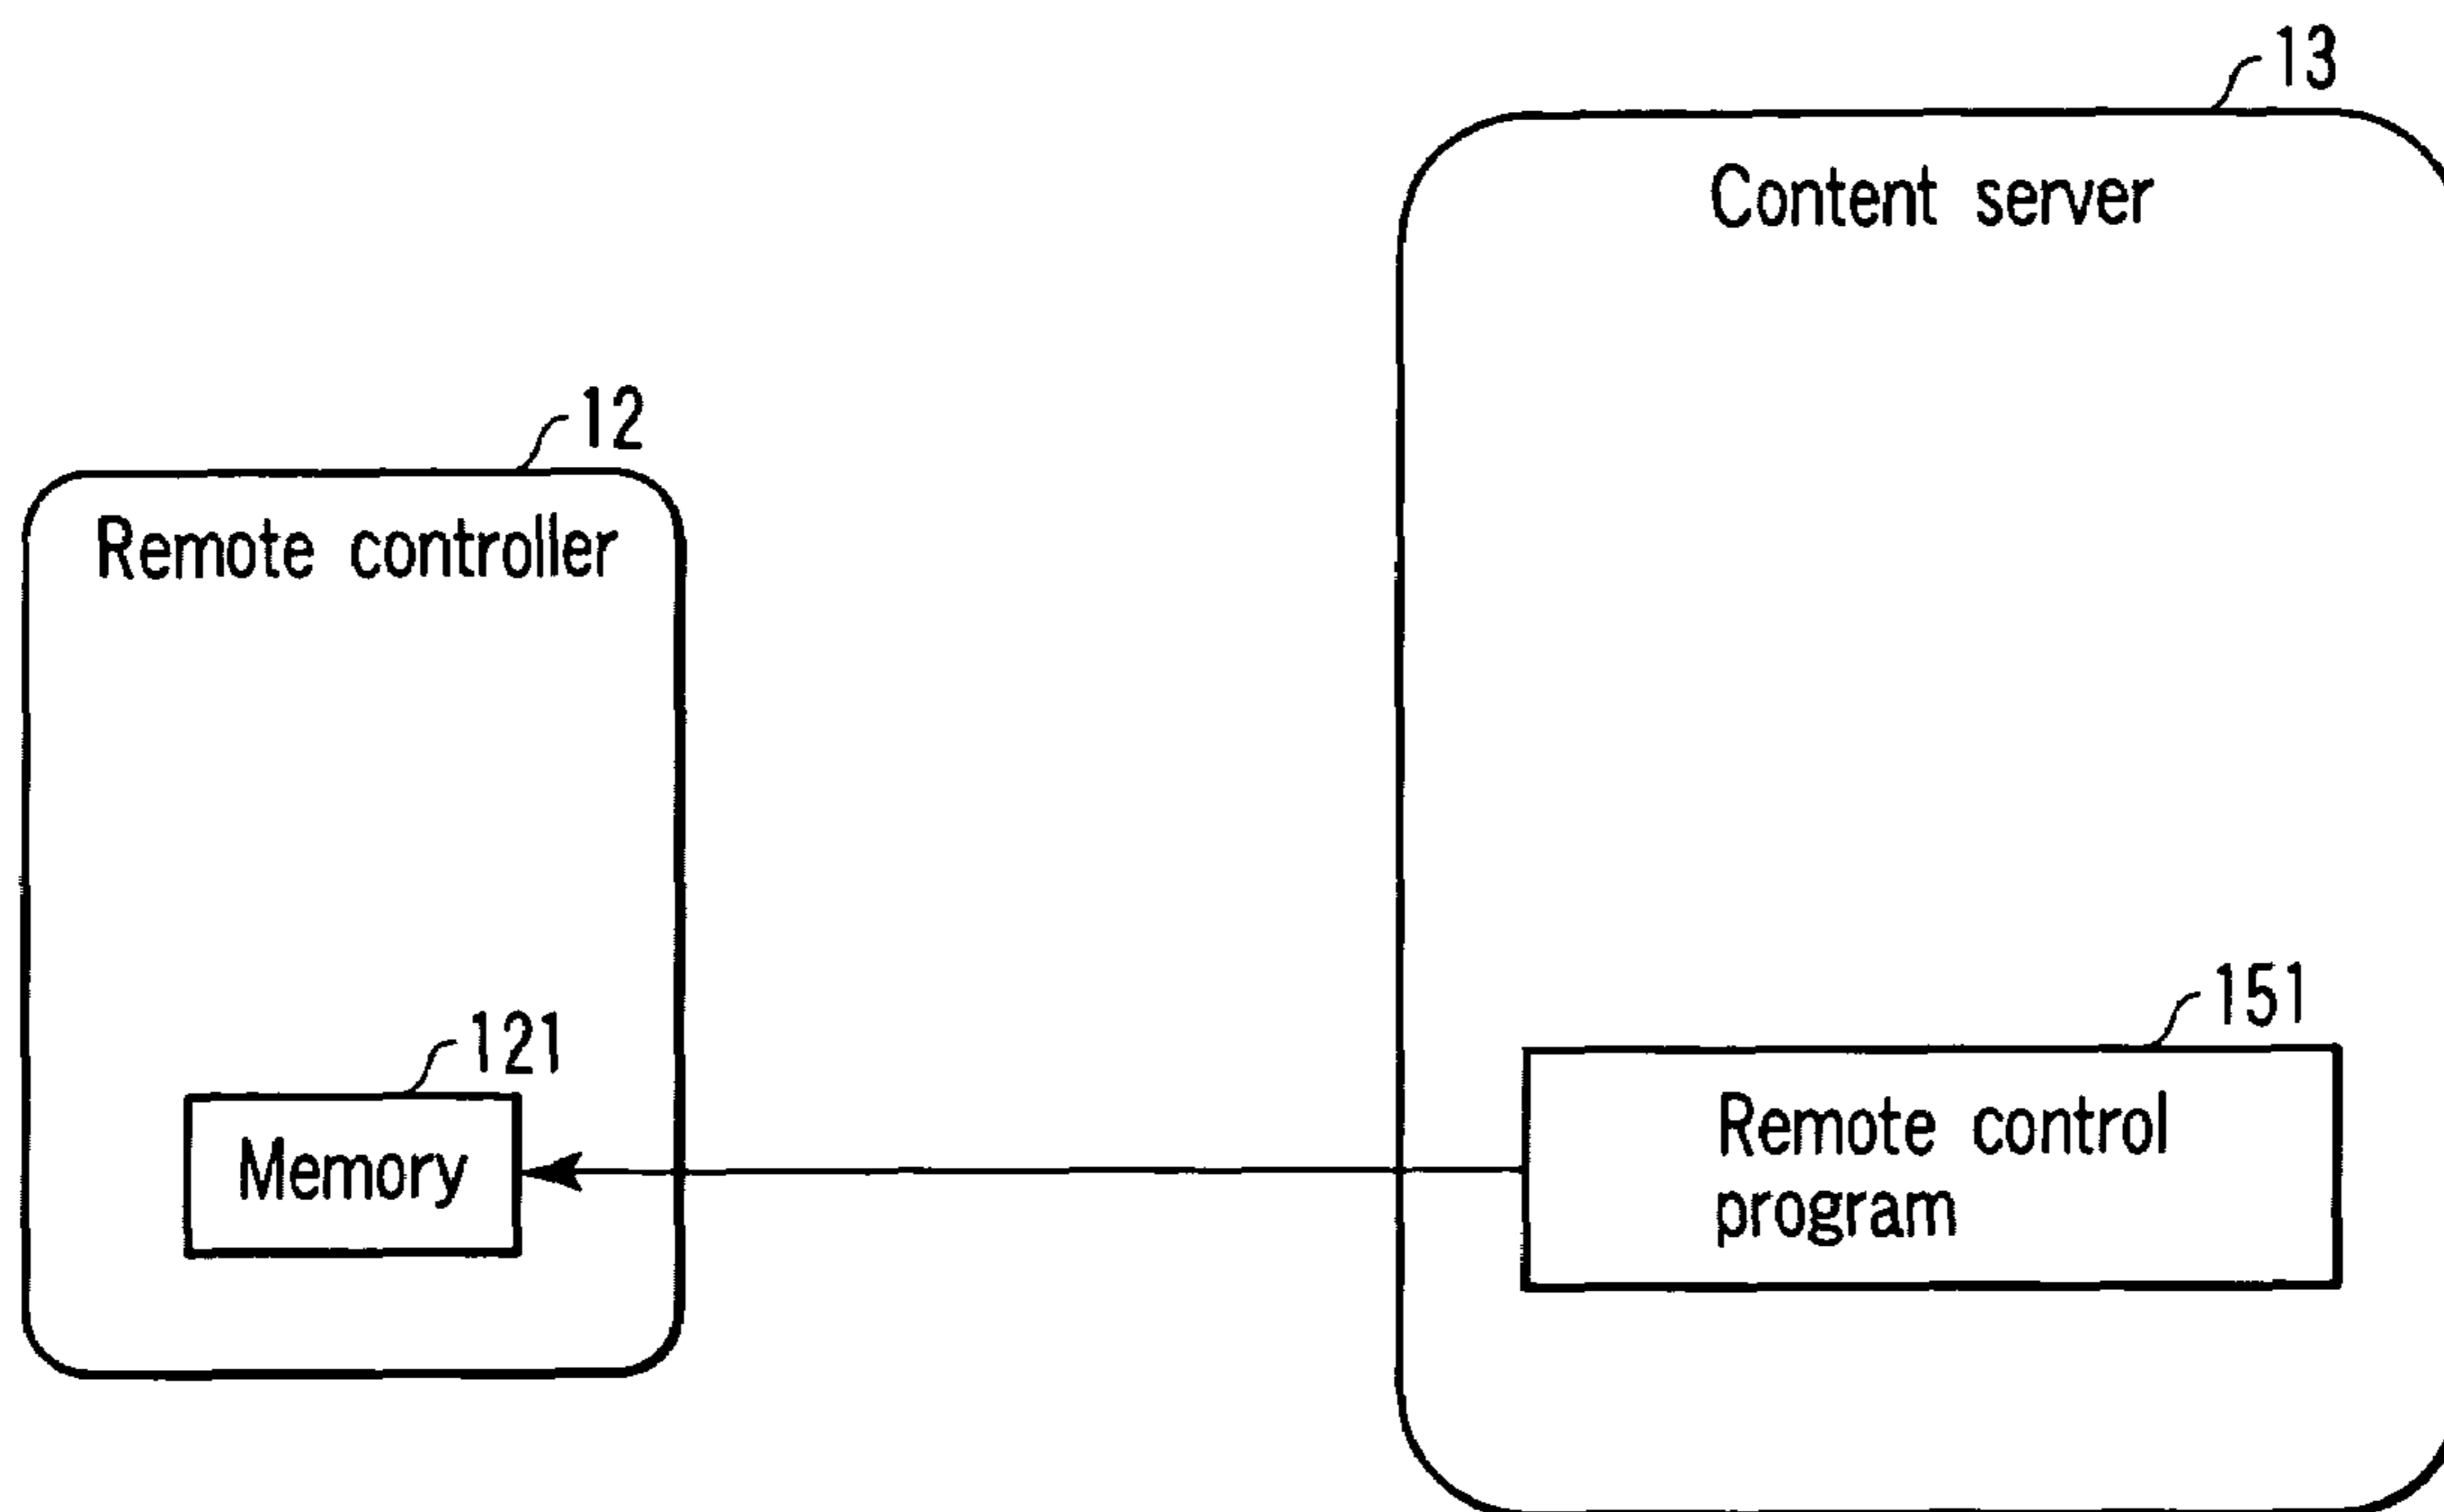 13
Content server
12
Remote controller
151
121
Remote control
program
Memory